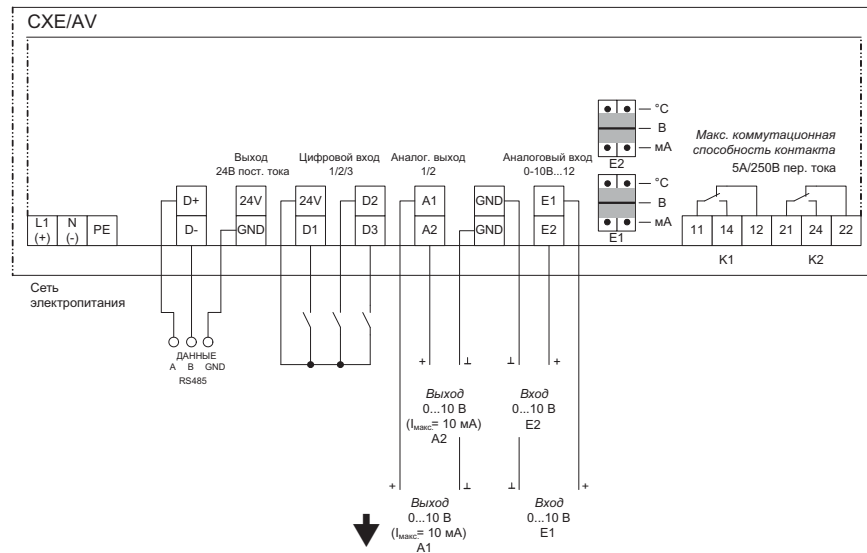 CXE/AV
°C
В
мА
E2
°C
В
мА
E1
Макс. коммутационная
способность контакта
5А/250В пер. тока
Выход
24В пост. тока
Цифровой вход
1/2/3
Аналог. выход
1/2
Аналоговый вход
0-10В...12
D+
24V
24V
D2
A1
GND
E1
D-
GND
D1
D3
A2
GND
E2
L1
(+)
N
(-)
PE
11
14
12
21
24
22
K1
K2
Сеть
электропитания
ДАННЫЕ
A B GND
RS485
+ ⊥ ⊥ +
Выход
0...10 В
(Iмакс.= 10 мА)
A2
Вход
0...10 В
E2
+ ⊥ ⊥ +
Выход
0...10 В
(Iмакс.= 10 мА)
A1
Вход
0...10 В
E1